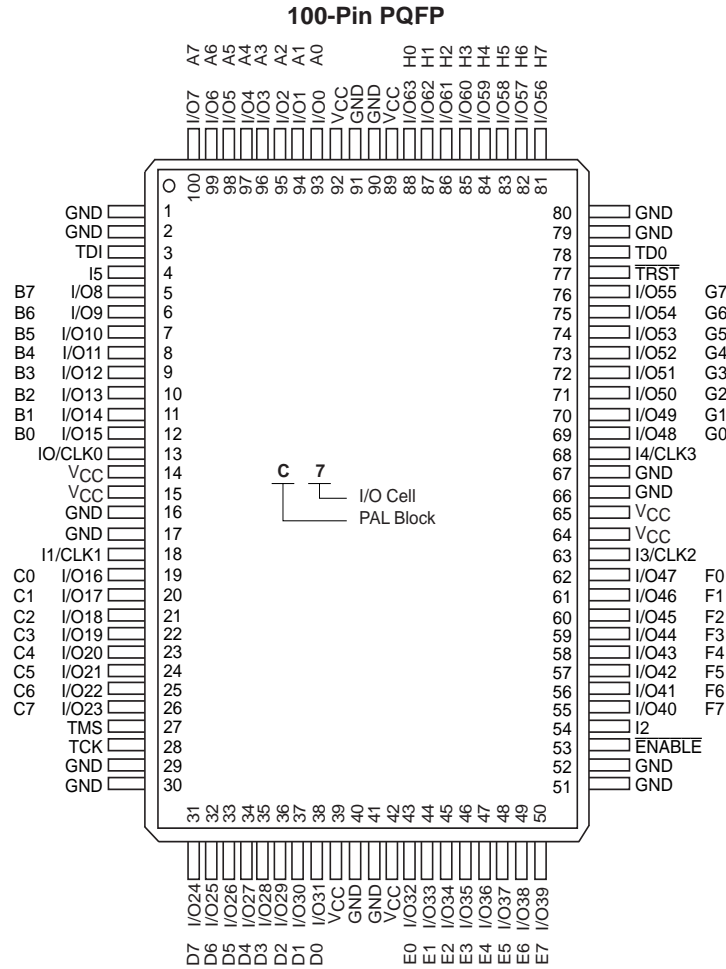 100-Pin PQFP
A7 A6 A5 A4 A3 A2 A1 A0 H0 H1 H2 H3 H4 H5 H6 H7
I/O7 I/O6 I/O5 I/O4 I/O3 I/O2 I/O1 I/O0 VCC GND GND VCC I/O63 I/O62 I/O61 I/O60 I/O59 I/O58 I/O57 I/O56
100 99 98 97 96 95 94 93 92 91 90 89 88 87 86 85 84 83 82 81
GND 1 80 GND
GND 2 79 GND
TDI 3 78 TD0
I5 4 77 TRST
B7 I/O8 5 76 I/O55 G7
B6 I/O9 6 75 I/O54 G6
B5 I/O10 7 74 I/O53 G5
B4 I/O11 8 73 I/O52 G4
B3 I/O12 9 72 I/O51 G3
B2 I/O13 10 71 I/O50 G2
B1 I/O14 11 70 I/O49 G1
B0 I/O15 12 69 I/O48 G0
IO/CLK0 13 68 I4/CLK3
VCC 14 67 GND
VCC 15 66 GND
GND 16 65 VCC
GND 17 64 VCC
I1/CLK1 18 63 I3/CLK2
C0 I/O16 19 62 I/O47 F0
C1 I/O17 20 61 I/O46 F1
C2 I/O18 21 60 I/O45 F2
C3 I/O19 22 59 I/O44 F3
C4 I/O20 23 58 I/O43 F4
C5 I/O21 24 57 I/O42 F5
C6 I/O22 25 56 I/O41 F6
C7 I/O23 26 55 I/O40 F7
TMS 27 54 I2
TCK 28 53 ENABLE
GND 29 52 GND
GND 30 51 GND
C 7
I/O Cell
PAL Block
31 32 33 34 35 36 37 38 39 40 41 42 43 44 45 46 47 48 49 50
I/O24 I/O25 I/O26 I/O27 I/O28 I/O29 I/O30 I/O31 VCC GND GND VCC I/O32 I/O33 I/O34 I/O35 I/O36 I/O37 I/O38 I/O39
D7 D6 D5 D4 D3 D2 D1 D0 E0 E1 E2 E3 E4 E5 E6 E7